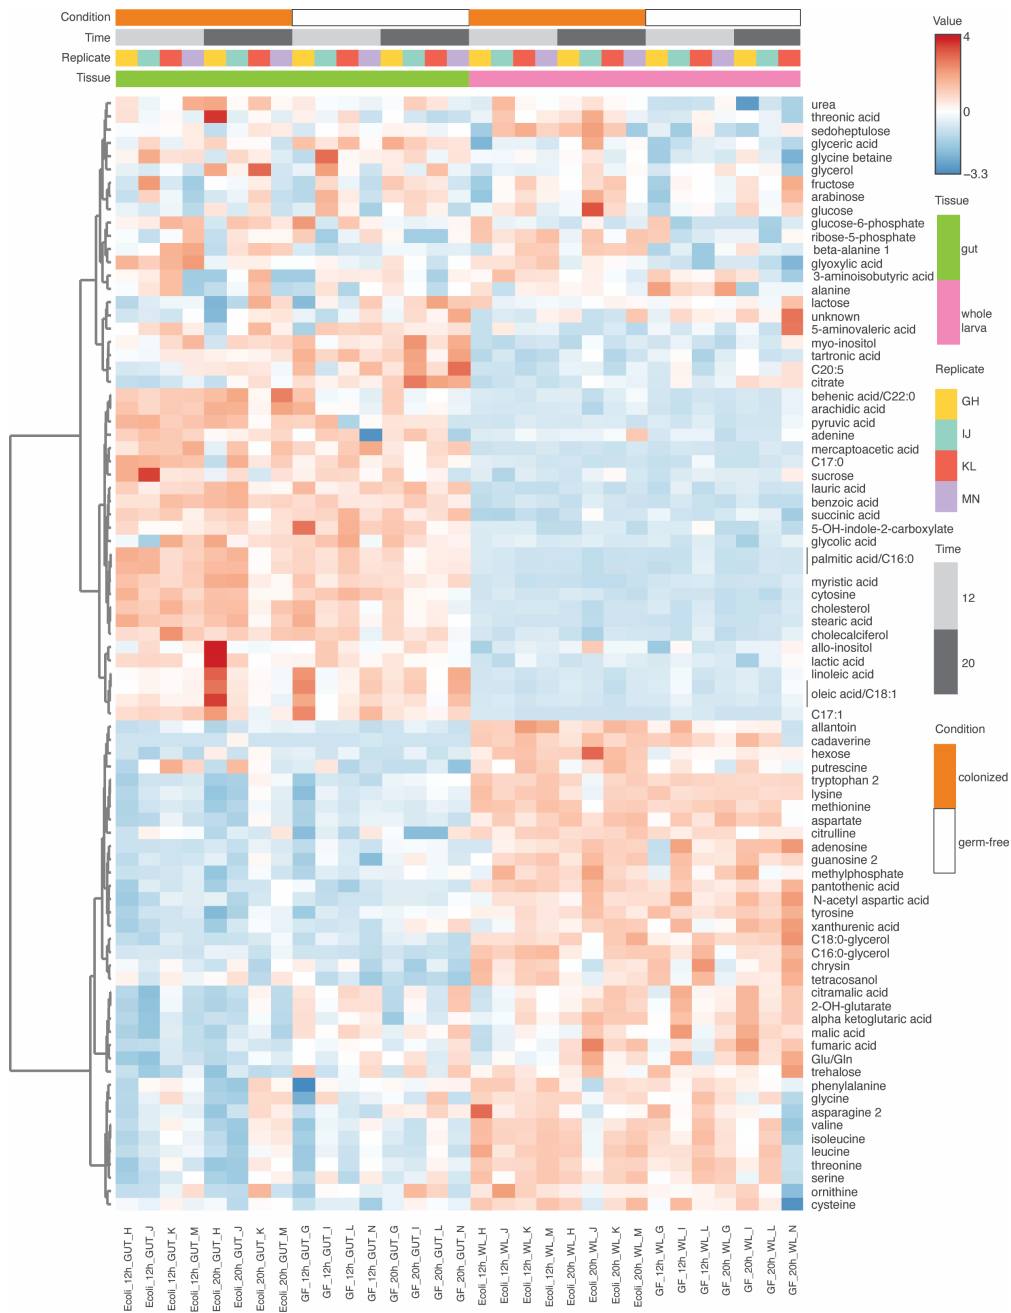 Condition
Time
Replicate
Tissue
urea
threonic acid
sedoheptulose
glyceric acid
glycine betaine
glycerol
fructose
arabinose
glucose
glucose-6-phosphate
ribose-5-phosphate
beta-alanine 1
glyoxylic acid
3-aminoisobutyric acid
alanine
lactose
unknown
5-aminovaleric acid
myo-inositol
tartronic acid
C20:5
citrate
behenic acid/C22:0
arachidic acid
pyruvic acid
adenine
mercaptoacetic acid
C17:0
sucrose
lauric acid
benzoic acid
succinic acid
5-OH-indole-2-carboxylate
glycolic acid
palmitic acid/C16:0
myristic acid
cytosine
cholesterol
stearic acid
cholecalciferol
allo-inositol
lactic acid
linoleic acid
oleic acid/C18:1
C17:1
allantoin
cadaverine
hexose
putrescine
tryptophan 2
lysine
methionine
aspartate
citrulline
adenosine
guanosine 2
methylphosphate
pantothenic acid
N-acetyl aspartic acid
tyrosine
xanthurenic acid
C18:0-glycerol
C16:0-glycerol
chrysin
tetracosanol
citramalic acid
2-OH-glutarate
alpha ketoglutaric acid
malic acid
fumaric acid
Glu/Gln
trehalose
phenylalanine
glycine
asparagine 2
valine
isoleucine
leucine
threonine
serine
ornithine
cysteine
Ecoli_12h_GUT_H
Ecoli_12h_GUT_J
Ecoli_12h_GUT_K
Ecoli_12h_GUT_M
Ecoli_20h_GUT_H
Ecoli_20h_GUT_J
Ecoli_20h_GUT_K
Ecoli_20h_GUT_M
GF_12h_GUT_G
GF_12h_GUT_I
GF_12h_GUT_L
GF_12h_GUT_N
GF_20h_GUT_G
GF_20h_GUT_I
GF_20h_GUT_L
GF_20h_GUT_N
Ecoli_12h_WL_H
Ecoli_12h_WL_J
Ecoli_12h_WL_K
Ecoli_12h_WL_M
Ecoli_20h_WL_H
Ecoli_20h_WL_J
Ecoli_20h_WL_K
Ecoli_20h_WL_M
GF_12h_WL_G
GF_12h_WL_I
GF_12h_WL_L
GF_20h_WL_G
GF_20h_WL_I
GF_20h_WL_L
GF_20h_WL_N
Value
4
0
−3.3
Tissue
gut
whole
larva
Replicate
GH
IJ
KL
MN
Time
12
20
Condition
colonized
germ-free